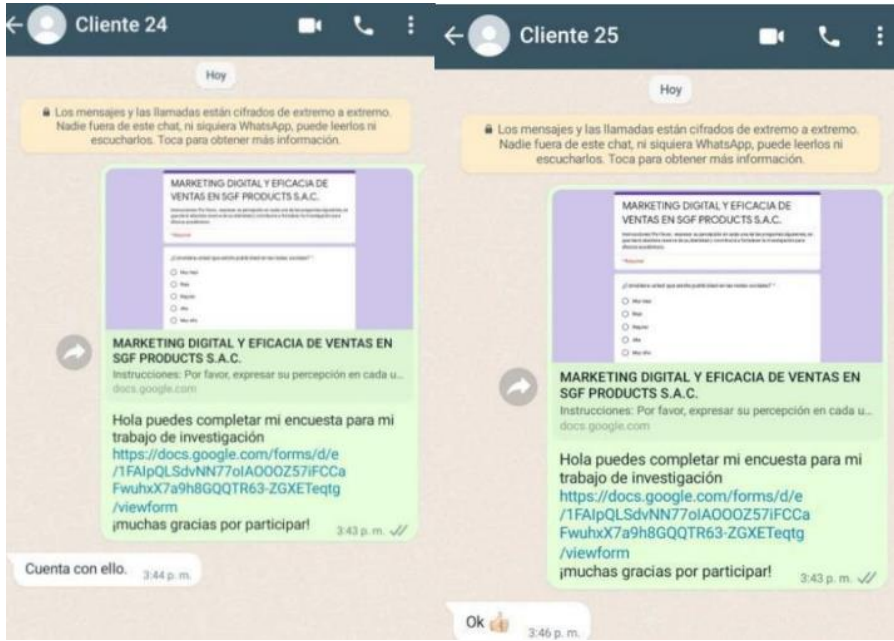 Cliente 24
Hoy
Los mensajes y las llamadas están cifrados de extremo a extremo.
Nadie fuera de este chat, ni siquiera WhatsApp, puede leerlos ni
escucharlos. Toca para obtener más información.
MARKETING DIGITAL Y EFICACIA DE
VENTAS EN SGF PRODUCTS S.A.C.
MARKETING DIGITAL Y EFICACIA DE VENTAS EN
SGF PRODUCTS S.A.C.
Instrucciones: Por favor, expresar su percepción en cada u...
docs.google.com
Hola puedes completar mi encuesta para mi
trabajo de investigación
https://docs.google.com/forms/d/e
/1FAIpQLSdvNN77oIAOOOZ57iFCCa
FwuhxX7a9h8GQQTR63-ZGXETeqtg
/viewform
¡muchas gracias por participar!
3:43 p. m.
Cuenta con ello.
3:44 p. m.
Cliente 25
Hoy
Los mensajes y las llamadas están cifrados de extremo a extremo.
Nadie fuera de este chat, ni siquiera WhatsApp, puede leerlos ni
escucharlos. Toca para obtener más información.
MARKETING DIGITAL Y EFICACIA DE
VENTAS EN SGF PRODUCTS S.A.C.
MARKETING DIGITAL Y EFICACIA DE VENTAS EN
SGF PRODUCTS S.A.C.
Instrucciones: Por favor, expresar su percepción en cada u...
docs.google.com
Hola puedes completar mi encuesta para mi
trabajo de investigación
https://docs.google.com/forms/d/e
/1FAIpQLSdvNN77oIAOOOZ57iFCCa
FwuhxX7a9h8GQQTR63-ZGXETeqtg
/viewform
¡muchas gracias por participar!
3:43 p. m.
Ok 👍🏻
3:46 p. m.